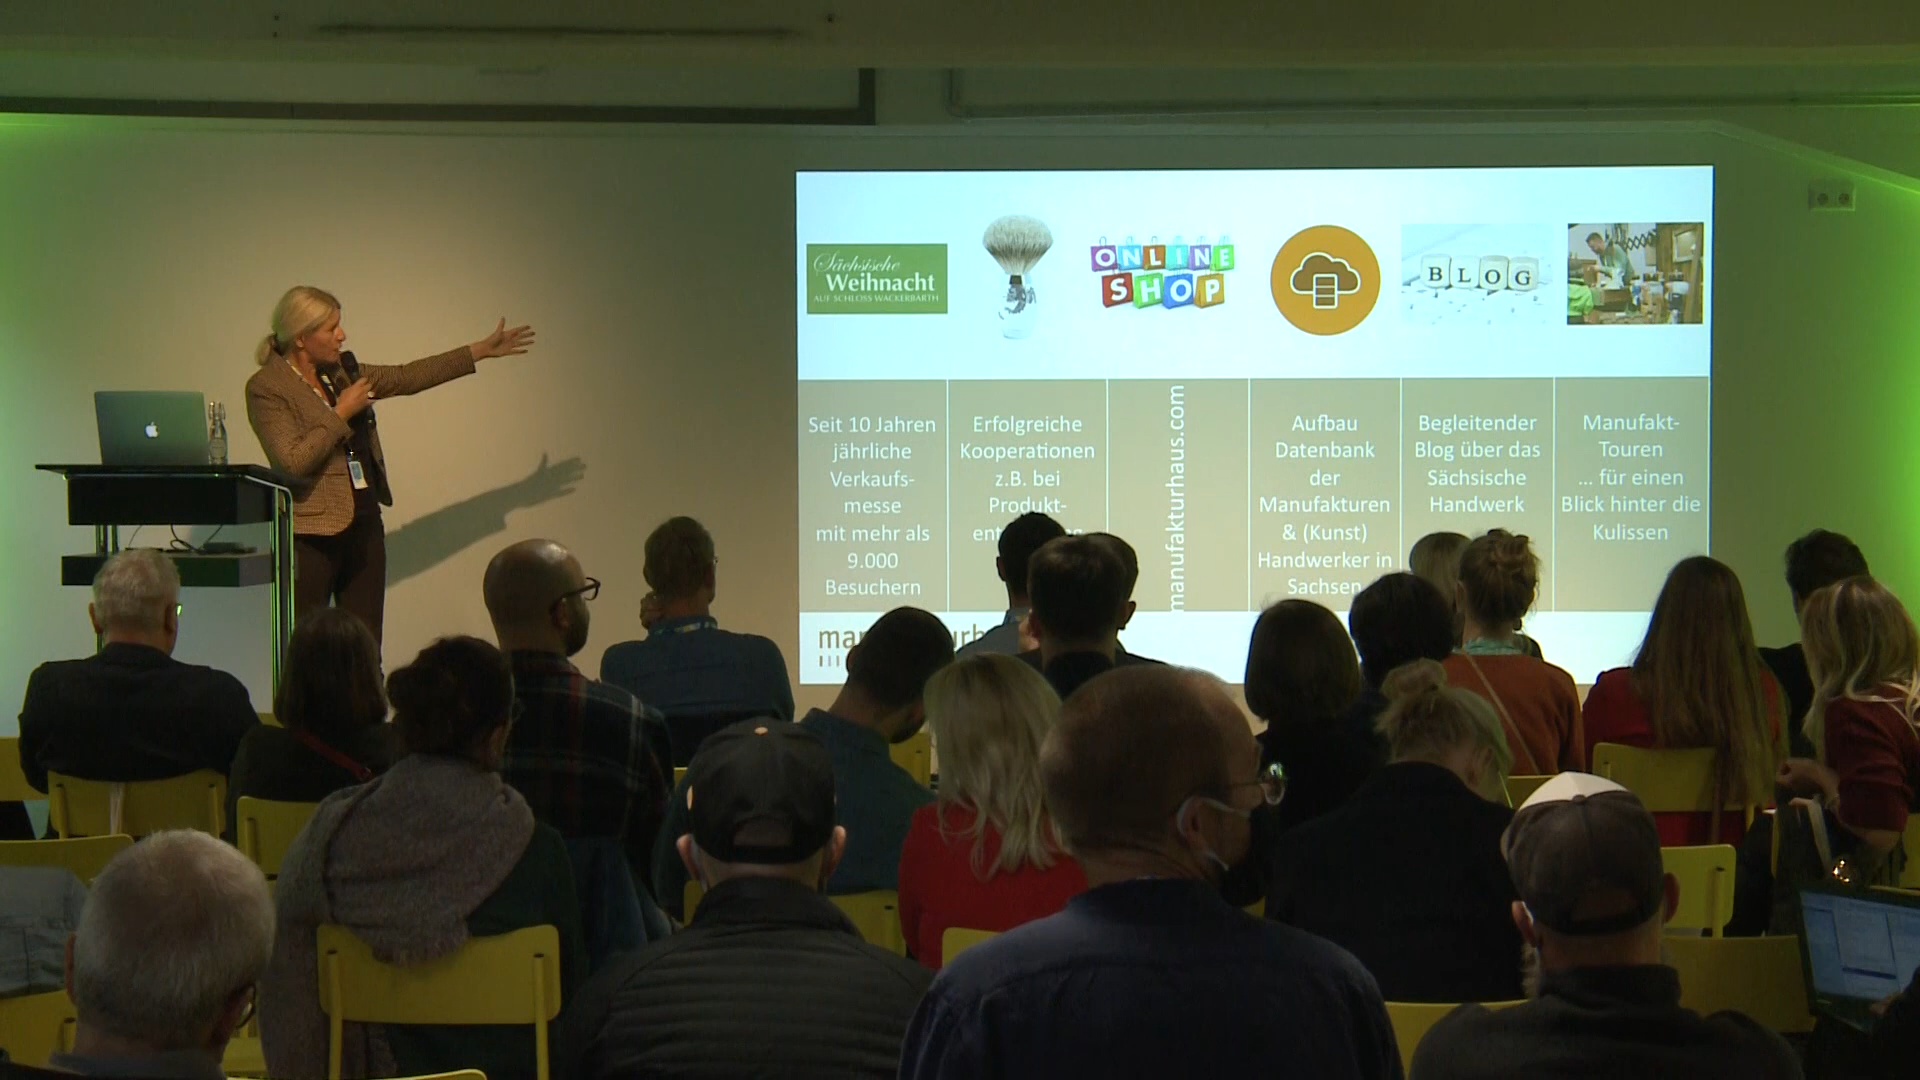 Sächsische
Weihnacht
AUF SCHLOSS WACKERBARTH
ONLINE
SHOP
BLOG
Seit 10 Jahren
jährliche
Verkaufs-
messe
mit mehr als
9.000
Besuchern
Erfolgreiche
Kooperationen
z.B. bei
Produkt-
manufakturhaus.com
Aufbau
Datenbank
der
Manufakturen
& (Kunst)
Handwerker in
Sachsen
Begleitender
Blog über das
Sächsische
Handwerk
Manufakt-
Touren
... für einen
Blick hinter die
Kulissen